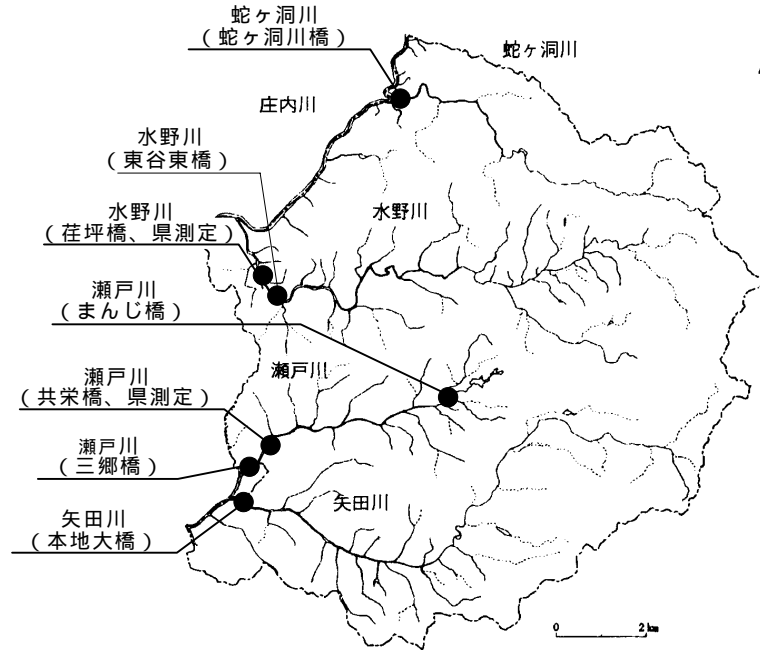 蛇ヶ洞川
(蛇ヶ洞川橋)
蛇ヶ洞川
庄内川
水野川
(東谷東橋)
水野川
水野川
(荏坪橋、県測定)
瀬戸川
(まんじ橋)
瀬戸川
瀬戸川
(共栄橋、県測定)
瀬戸川
(三郷橋)
矢田川
矢田川
(本地大橋)
0 2km